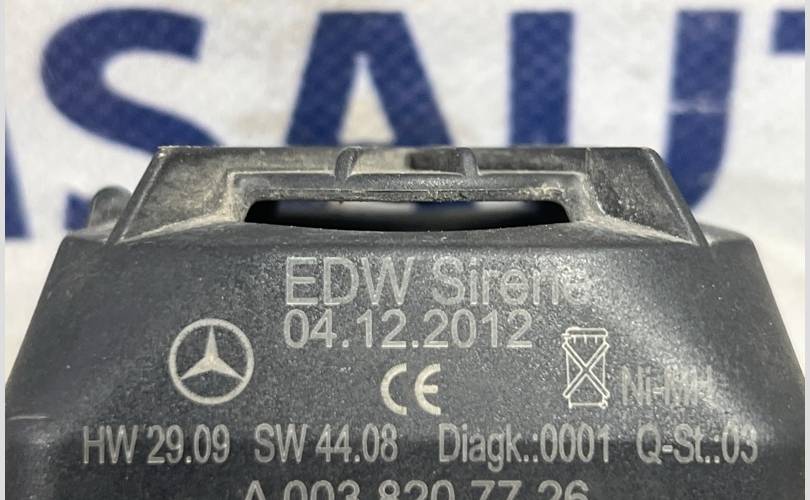 ASAUT
EDW Sirene
04.12.2012
CE
Ni-MH
HW 29.09 SW 44.08 Diagk.:0001 Q-St.:03
A 003 820 77 26